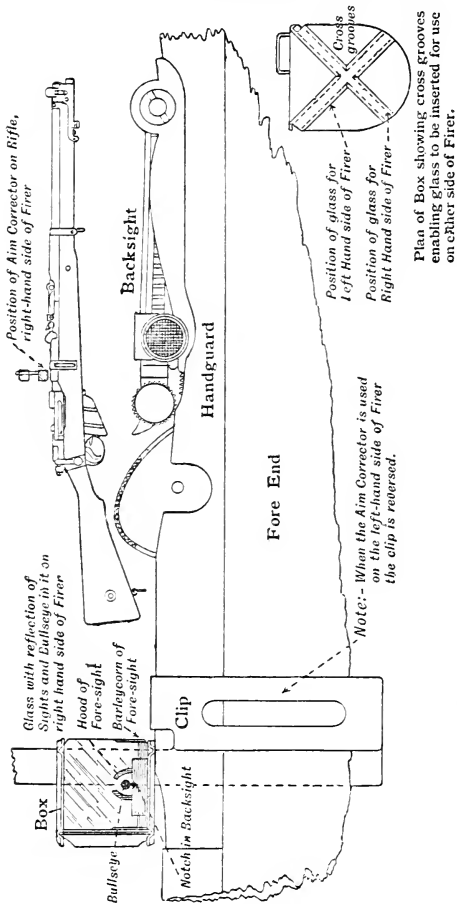 Position of Aim Corrector on Rifle,
right-hand side of Firer
Glass with reflection of
Sights and Bullseye in it on
right hand side of Firer
Hood of
Fore-sight
Barleycorn of
Fore-sight
Box
Bullseye
Notch in Backsight
Clip
Backsight
Handguard
Fore End
Note:- When the Aim Corrector is used
on the left-hand side of Firer
the clip is reversed.
Cross
grooves
Position of glass for
Left Hand side of Firer
Position of glass for
Right Hand side of Firer
Plan of Box showing cross grooves
enabling glass to be inserted for use
on either side of Firer.